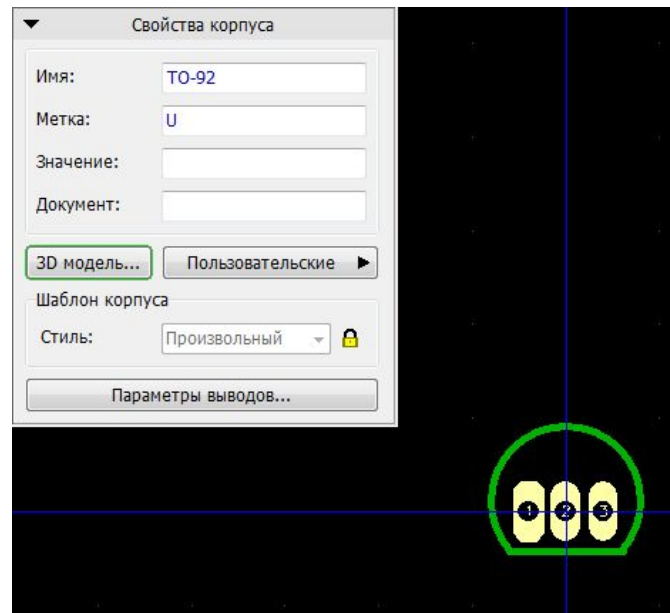 Свойства корпуса
Имя: TO-92
Метка: U
Значение:
Документ:
3D модель... Пользовательские
Шаблон корпуса
Стиль: Произвольный
Параметры выводов...
1 2 3